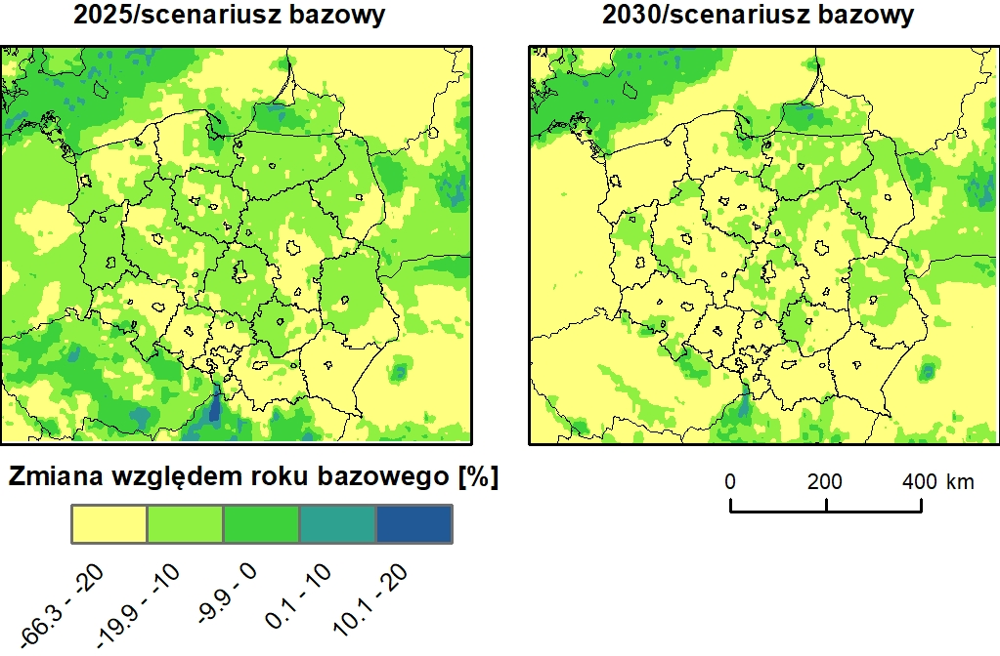 2025/scenariusz bazowy
2030/scenariusz bazowy
Zmiana względem roku bazowego [%]
0 200 400 km
-66.3 - -20
-19.9 - -10
-9.9 - 0
0.1 - 10
10.1 - 20